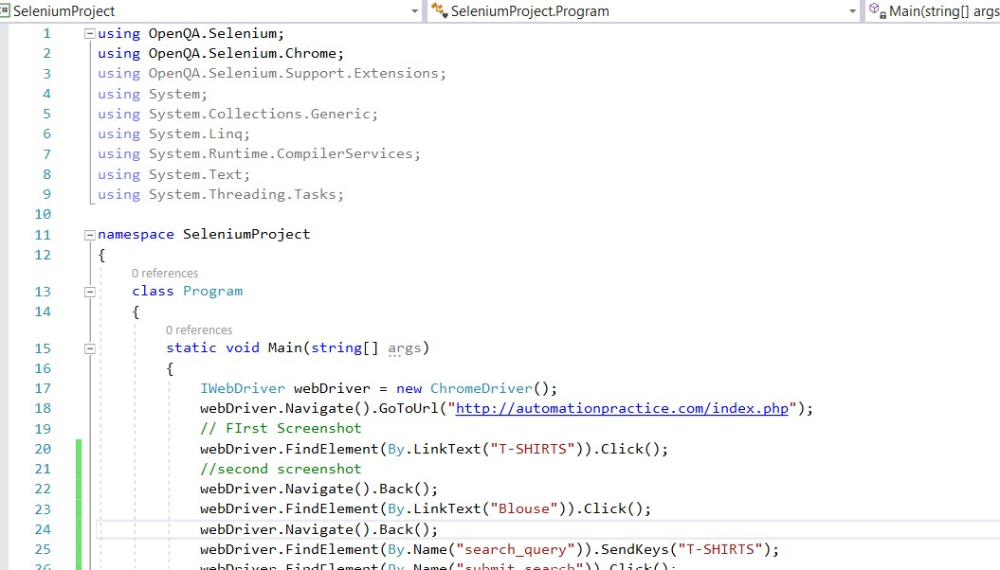 SeleniumProject SeleniumProject.Program Main(string[] args
1 using OpenQA.Selenium;
2 using OpenQA.Selenium.Chrome;
3 using OpenQA.Selenium.Support.Extensions;
4 using System;
5 using System.Collections.Generic;
6 using System.Linq;
7 using System.Runtime.CompilerServices;
8 using System.Text;
9 using System.Threading.Tasks;
10
11 namespace SeleniumProject
12 {
0 references
13 class Program
14 {
0 references
15 static void Main(string[] args)
16 {
17 IWebDriver webDriver = new ChromeDriver();
18 webDriver.Navigate().GoToUrl("http://automationpractice.com/index.php");
19 // FIrst Screenshot
20 webDriver.FindElement(By.LinkText("T-SHIRTS")).Click();
21 //second screenshot
22 webDriver.Navigate().Back();
23 webDriver.FindElement(By.LinkText("Blouse")).Click();
24 webDriver.Navigate().Back();
25 webDriver.FindElement(By.Name("search_query")).SendKeys("T-SHIRTS");
26 webDriver.FindElement(By.Name("submit_search")).Click();